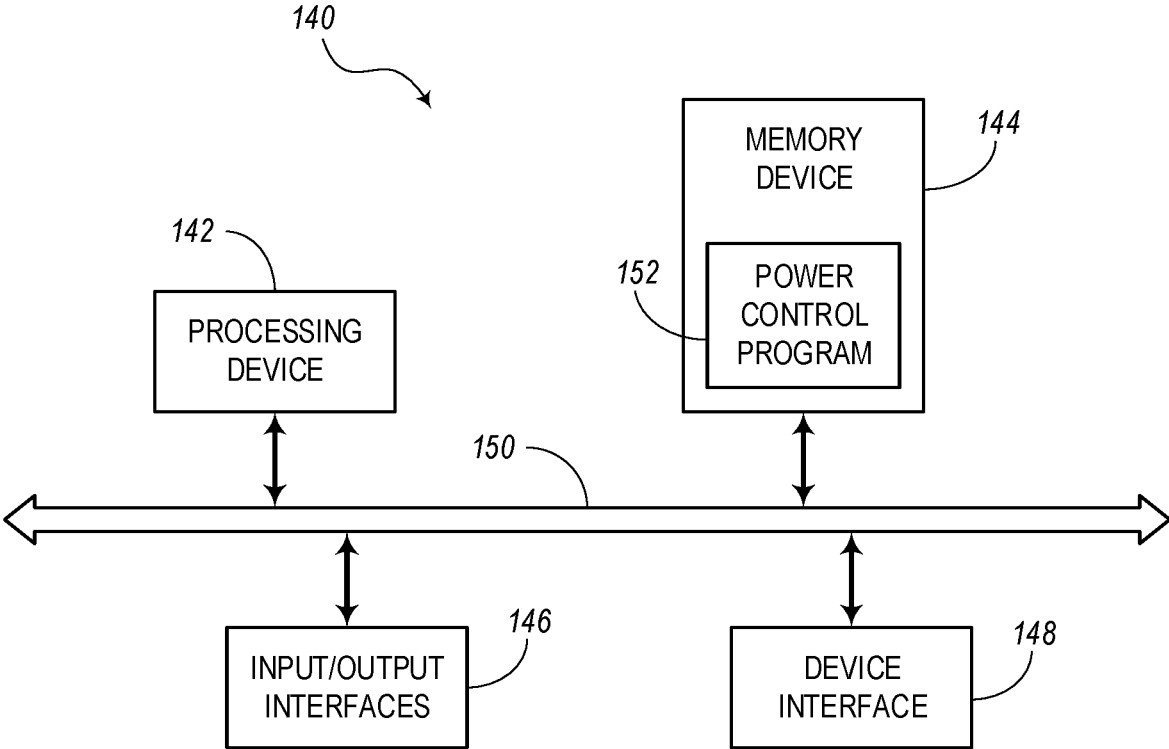 140
MEMORY
DEVICE
144
142
152
POWER
CONTROL
PROGRAM
PROCESSING
DEVICE
150
INPUT/OUTPUT
INTERFACES
146
DEVICE
INTERFACE
148